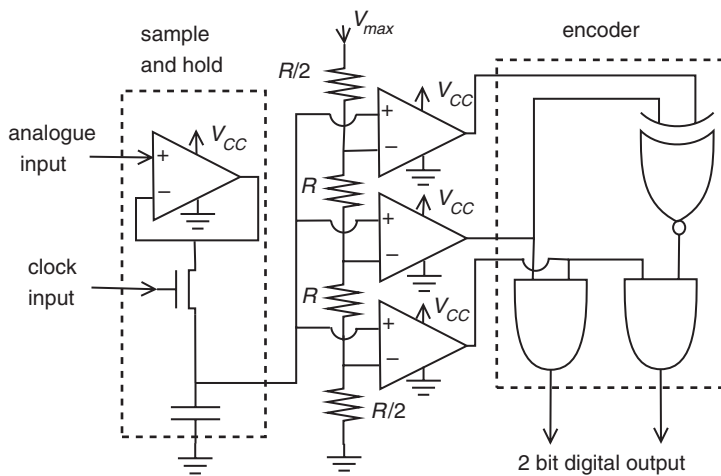 sample
and hold
V_max
encoder
R/2
analogue
input
+
−
V_CC
+
−
V_CC
R
+
−
V_CC
clock
input
R
+
−
V_CC
R/2
2 bit digital output